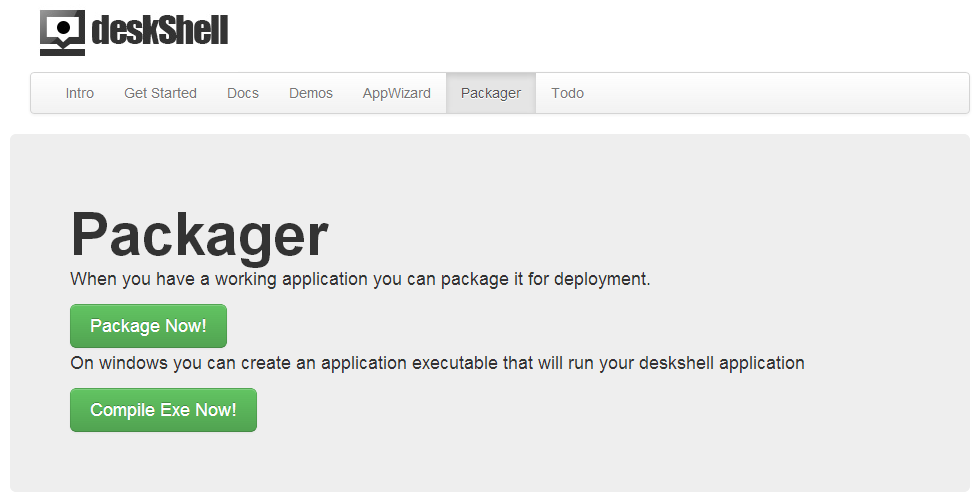 deskShell
Intro Get Started Docs Demos AppWizard Packager Todo
Packager
When you have a working application you can package it for deployment.
Package Now!
On windows you can create an application executable that will run your deskshell application
Compile Exe Now!